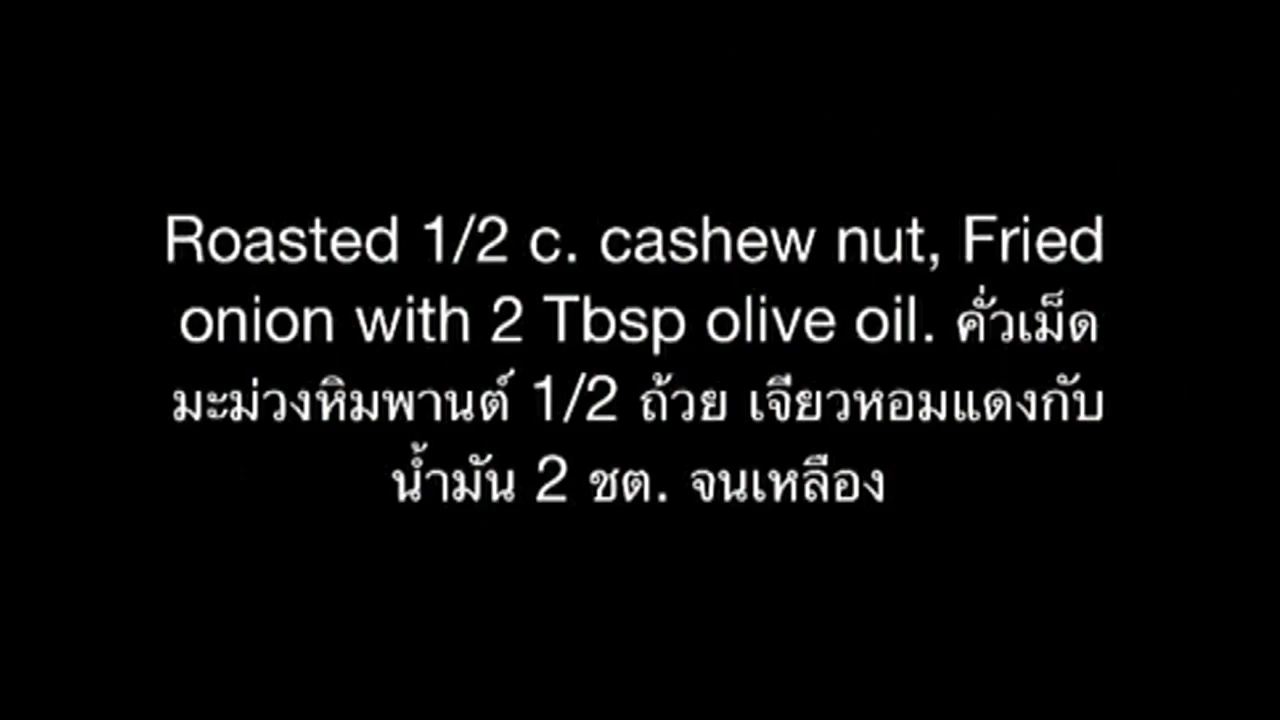 Roasted 1/2 c. cashew nut, Fried
onion with 2 Tbsp olive oil. คั่วเม็ด
มะม่วงหิมพานต์ 1/2 ถ้วย เจียวหอมแดงกับ
น้ำมัน 2 ชต. จนเหลือง